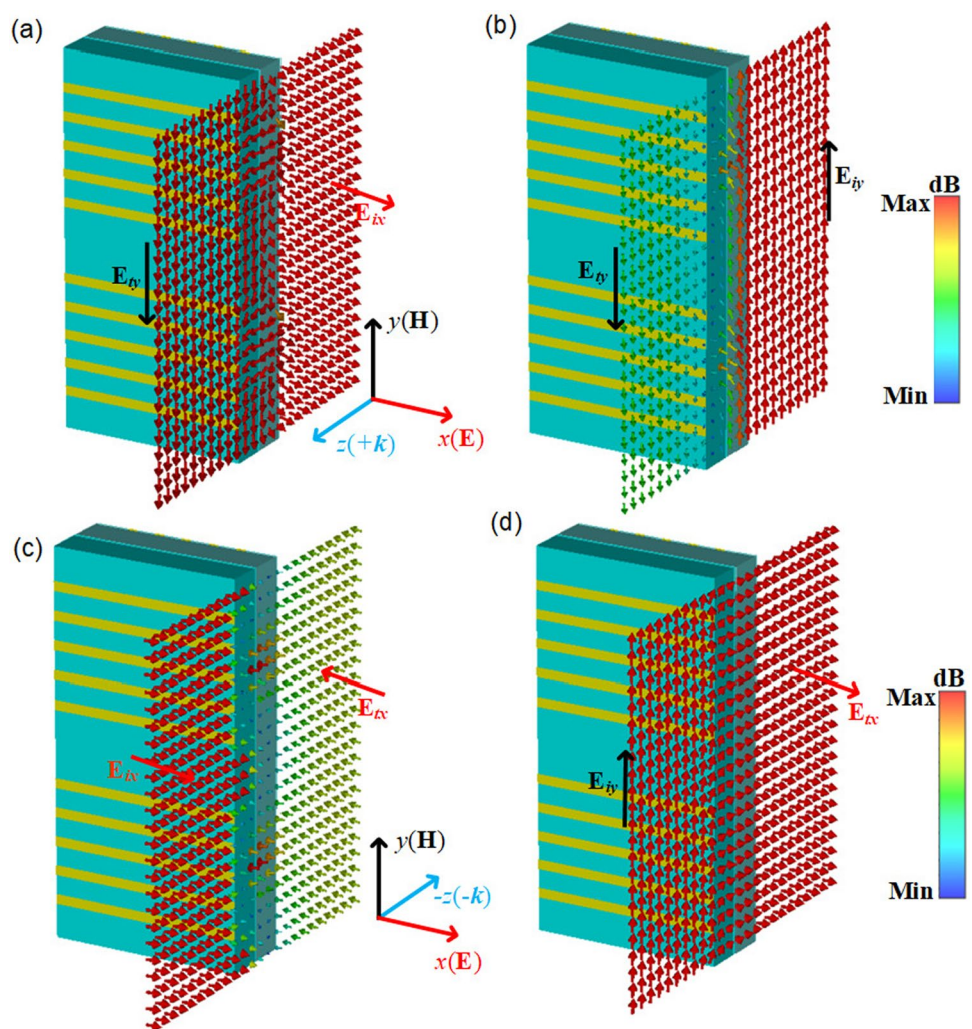 (a)
E_ix
E_ty
y(H)
z(+k)
x(E)
(b)
E_iy
E_ty
dB
Max
Min
(c)
E_tx
E_ix
y(H)
-z(-k)
x(E)
(d)
E_tx
E_iy
dB
Max
Min